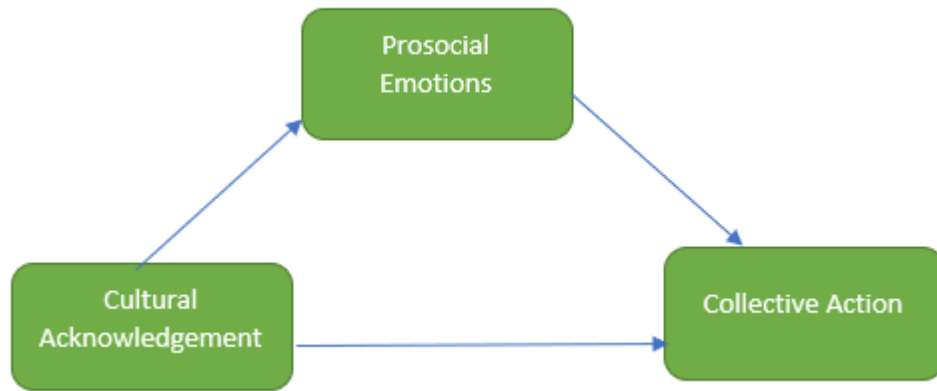 Prosocial
Emotions
Cultural
Acknowledgement
Collective Action